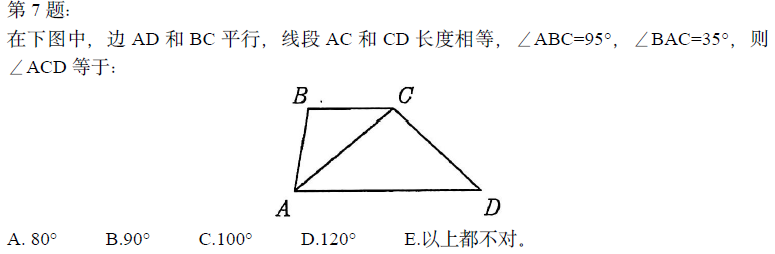 第 7 题:
在下图中，边 AD 和 BC 平行，线段 AC 和 CD 长度相等，∠ABC=95°，∠BAC=35°，则
∠ACD 等于:
B C
A D
A. 80° B.90° C.100° D.120° E.以上都不对。